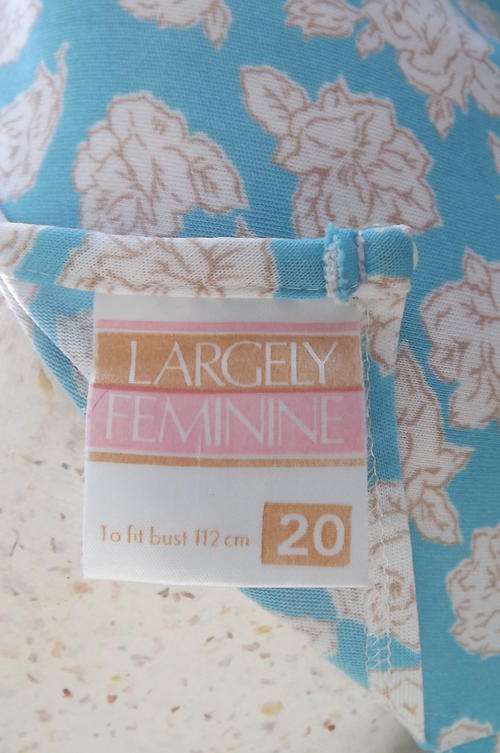 LARGELY
FEMININE
To fit bust 112 cm 20